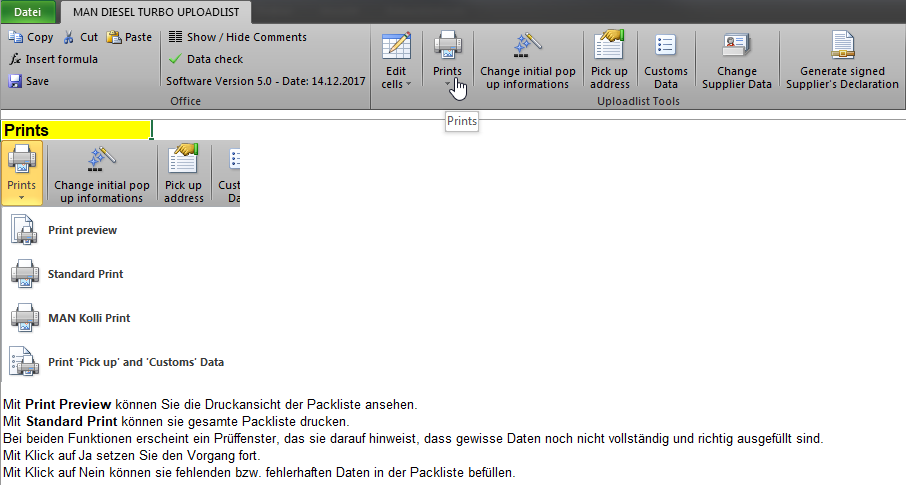 Datei MAN DIESEL TURBO UPLOADLIST
Copy Cut Paste Show / Hide Comments
fx Insert formula Data check
Save Software Version 5.0 - Date: 14.12.2017
Edit cells
Prints
Change initial pop up informations
Pick up address
Customs Data
Change Supplier Data
Generate signed Supplier's Declaration
Office Uploadlist Tools
Prints
Prints
Prints
Change initial pop up informations
Pick up address
Cust
Da
Print preview
Standard Print
MAN Kolli Print
Print 'Pick up' and 'Customs' Data
Mit Print Preview können Sie die Druckansicht der Packliste ansehen.
Mit Standard Print können sie gesamte Packliste drucken.
Bei beiden Funktionen erscheint ein Prüffenster, das sie darauf hinweist, dass gewisse Daten noch nicht vollständig und richtig ausgefüllt sind.
Mit Klick auf Ja setzen Sie den Vorgang fort.
Mit Klick auf Nein können sie fehlenden bzw. fehlerhaften Daten in der Packliste befüllen.